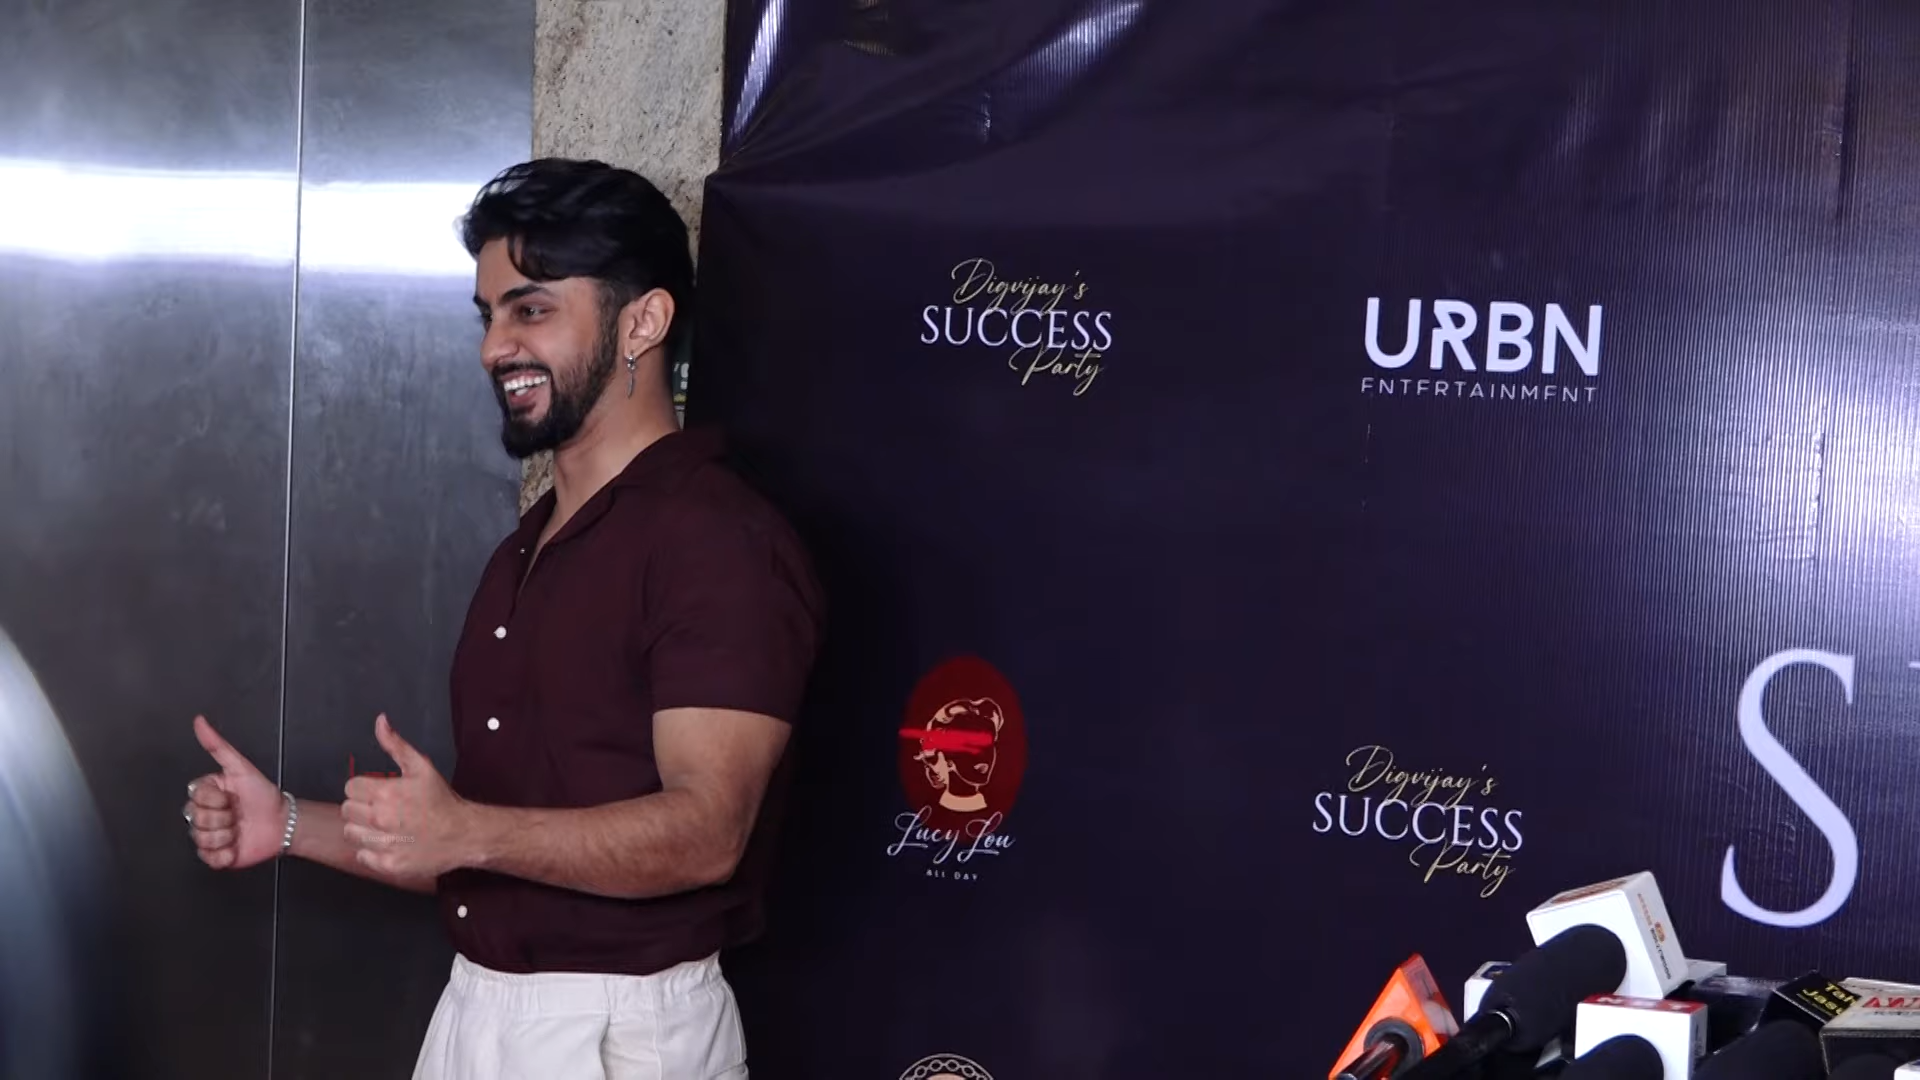 Digvijay's
SUCCESS
Party
URBN
ENTERTAINMENT
Lucy Lou
ALL DAY
Digvijay's
SUCCESS
Party
S